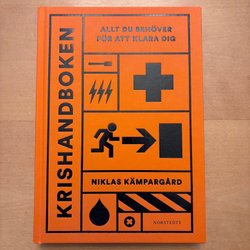 KRISHANDBOKEN
ALLT DU BEHÖVER
FÖR ATT KLARA DIG
NIKLAS KÄMPARGÅRD
NORSTEDTS